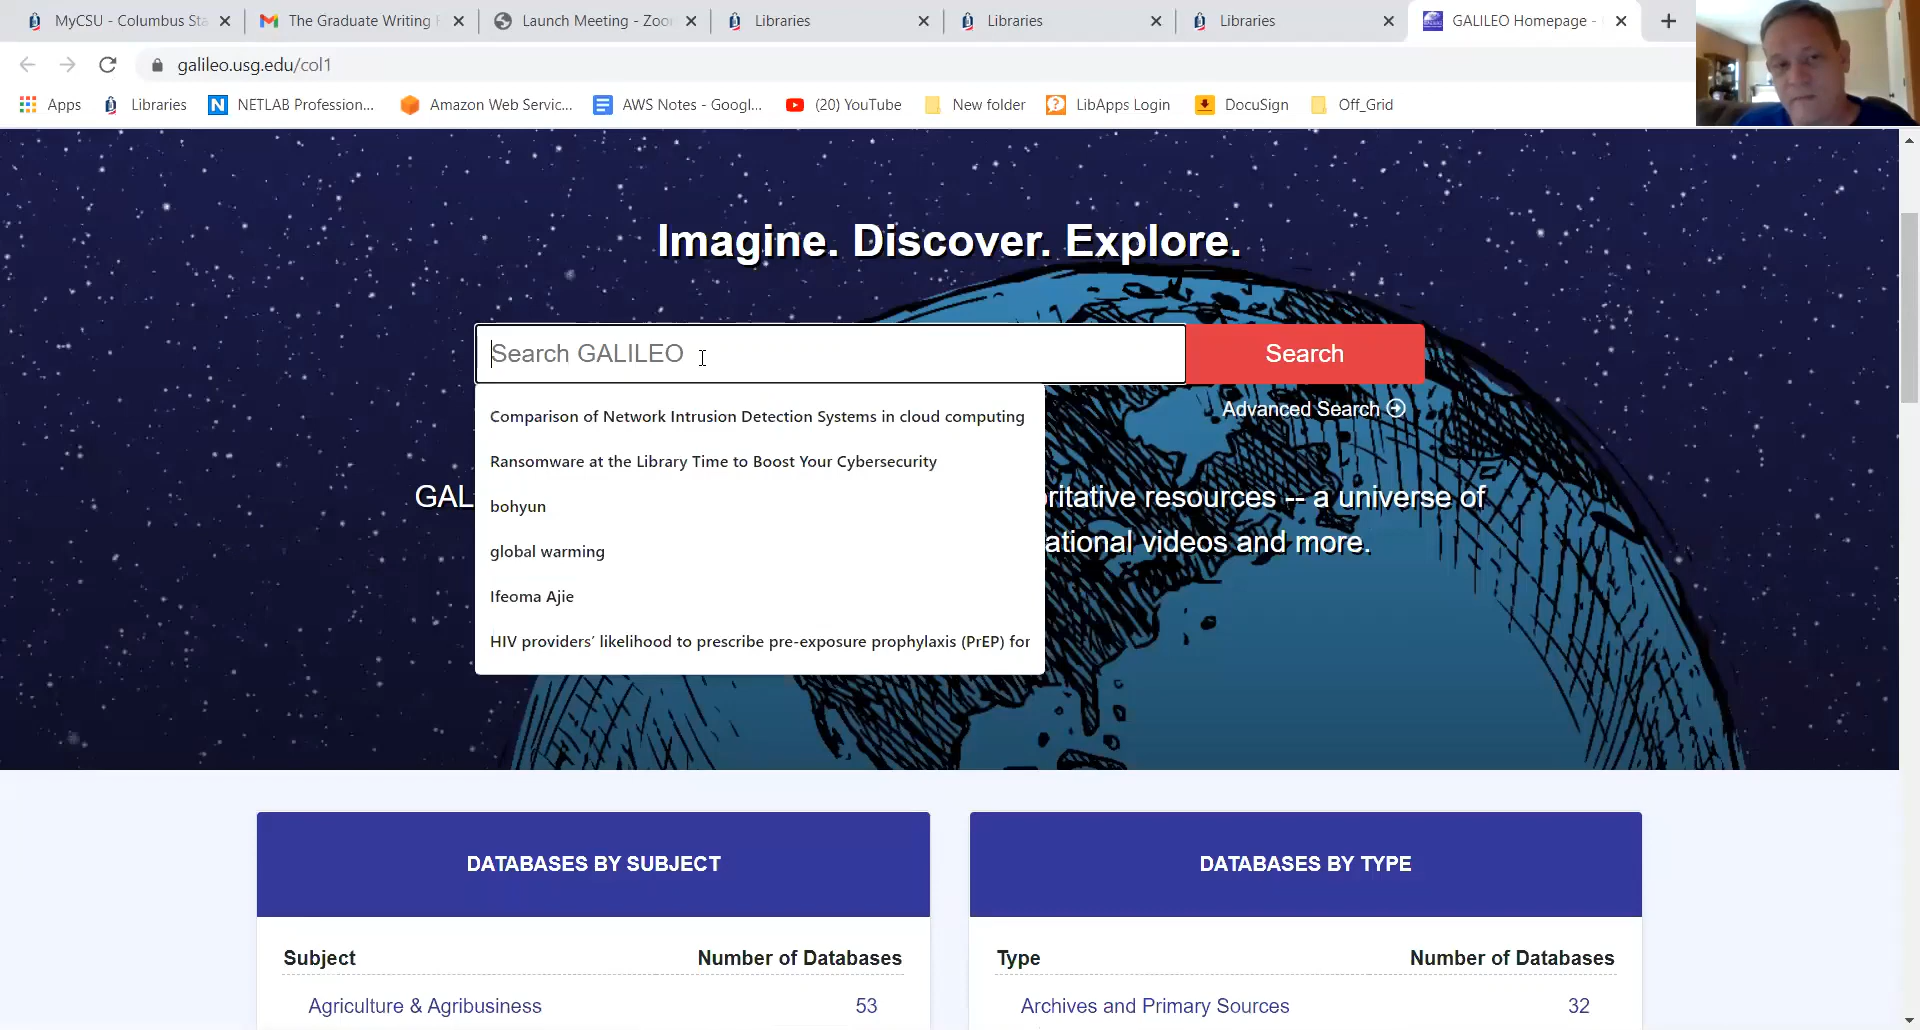 MyCSU - Columbus Sta
The Graduate Writing
Launch Meeting - Zoo
Libraries
Libraries
Libraries
GALILEO Homepage -
galileo.usg.edu/col1
Apps
Libraries
NETLAB Profession...
Amazon Web Servic...
AWS Notes - Googl...
(20) YouTube
New folder
LibApps Login
DocuSign
Off_Grid
Imagine. Discover. Explore.
Search GALILEO
Search
Advanced Search
Comparison of Network Intrusion Detection Systems in cloud computing
Ransomware at the Library Time to Boost Your Cybersecurity
bohyun
global warming
Ifeoma Ajie
HIV providers’ likelihood to prescribe pre-exposure prophylaxis (PrEP) for
GAL
oritative resources -- a universe of
ational videos and more.
DATABASES BY SUBJECT
Subject Number of Databases
Agriculture & Agribusiness 53
DATABASES BY TYPE
Type Number of Databases
Archives and Primary Sources 32